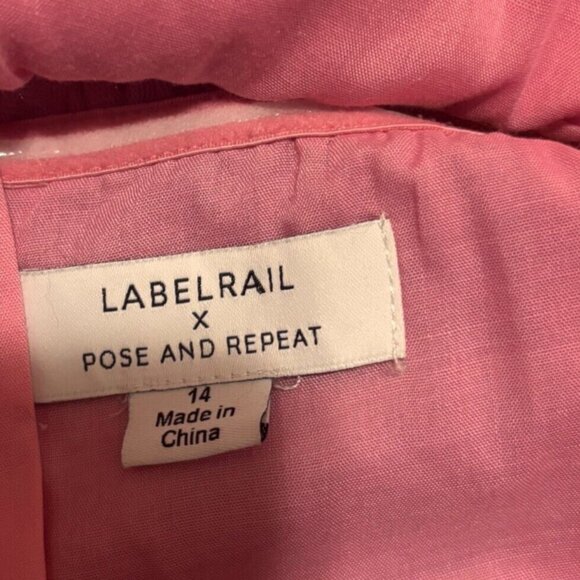 LABELRAIL
X
POSE AND REPEAT
14
Made in
China